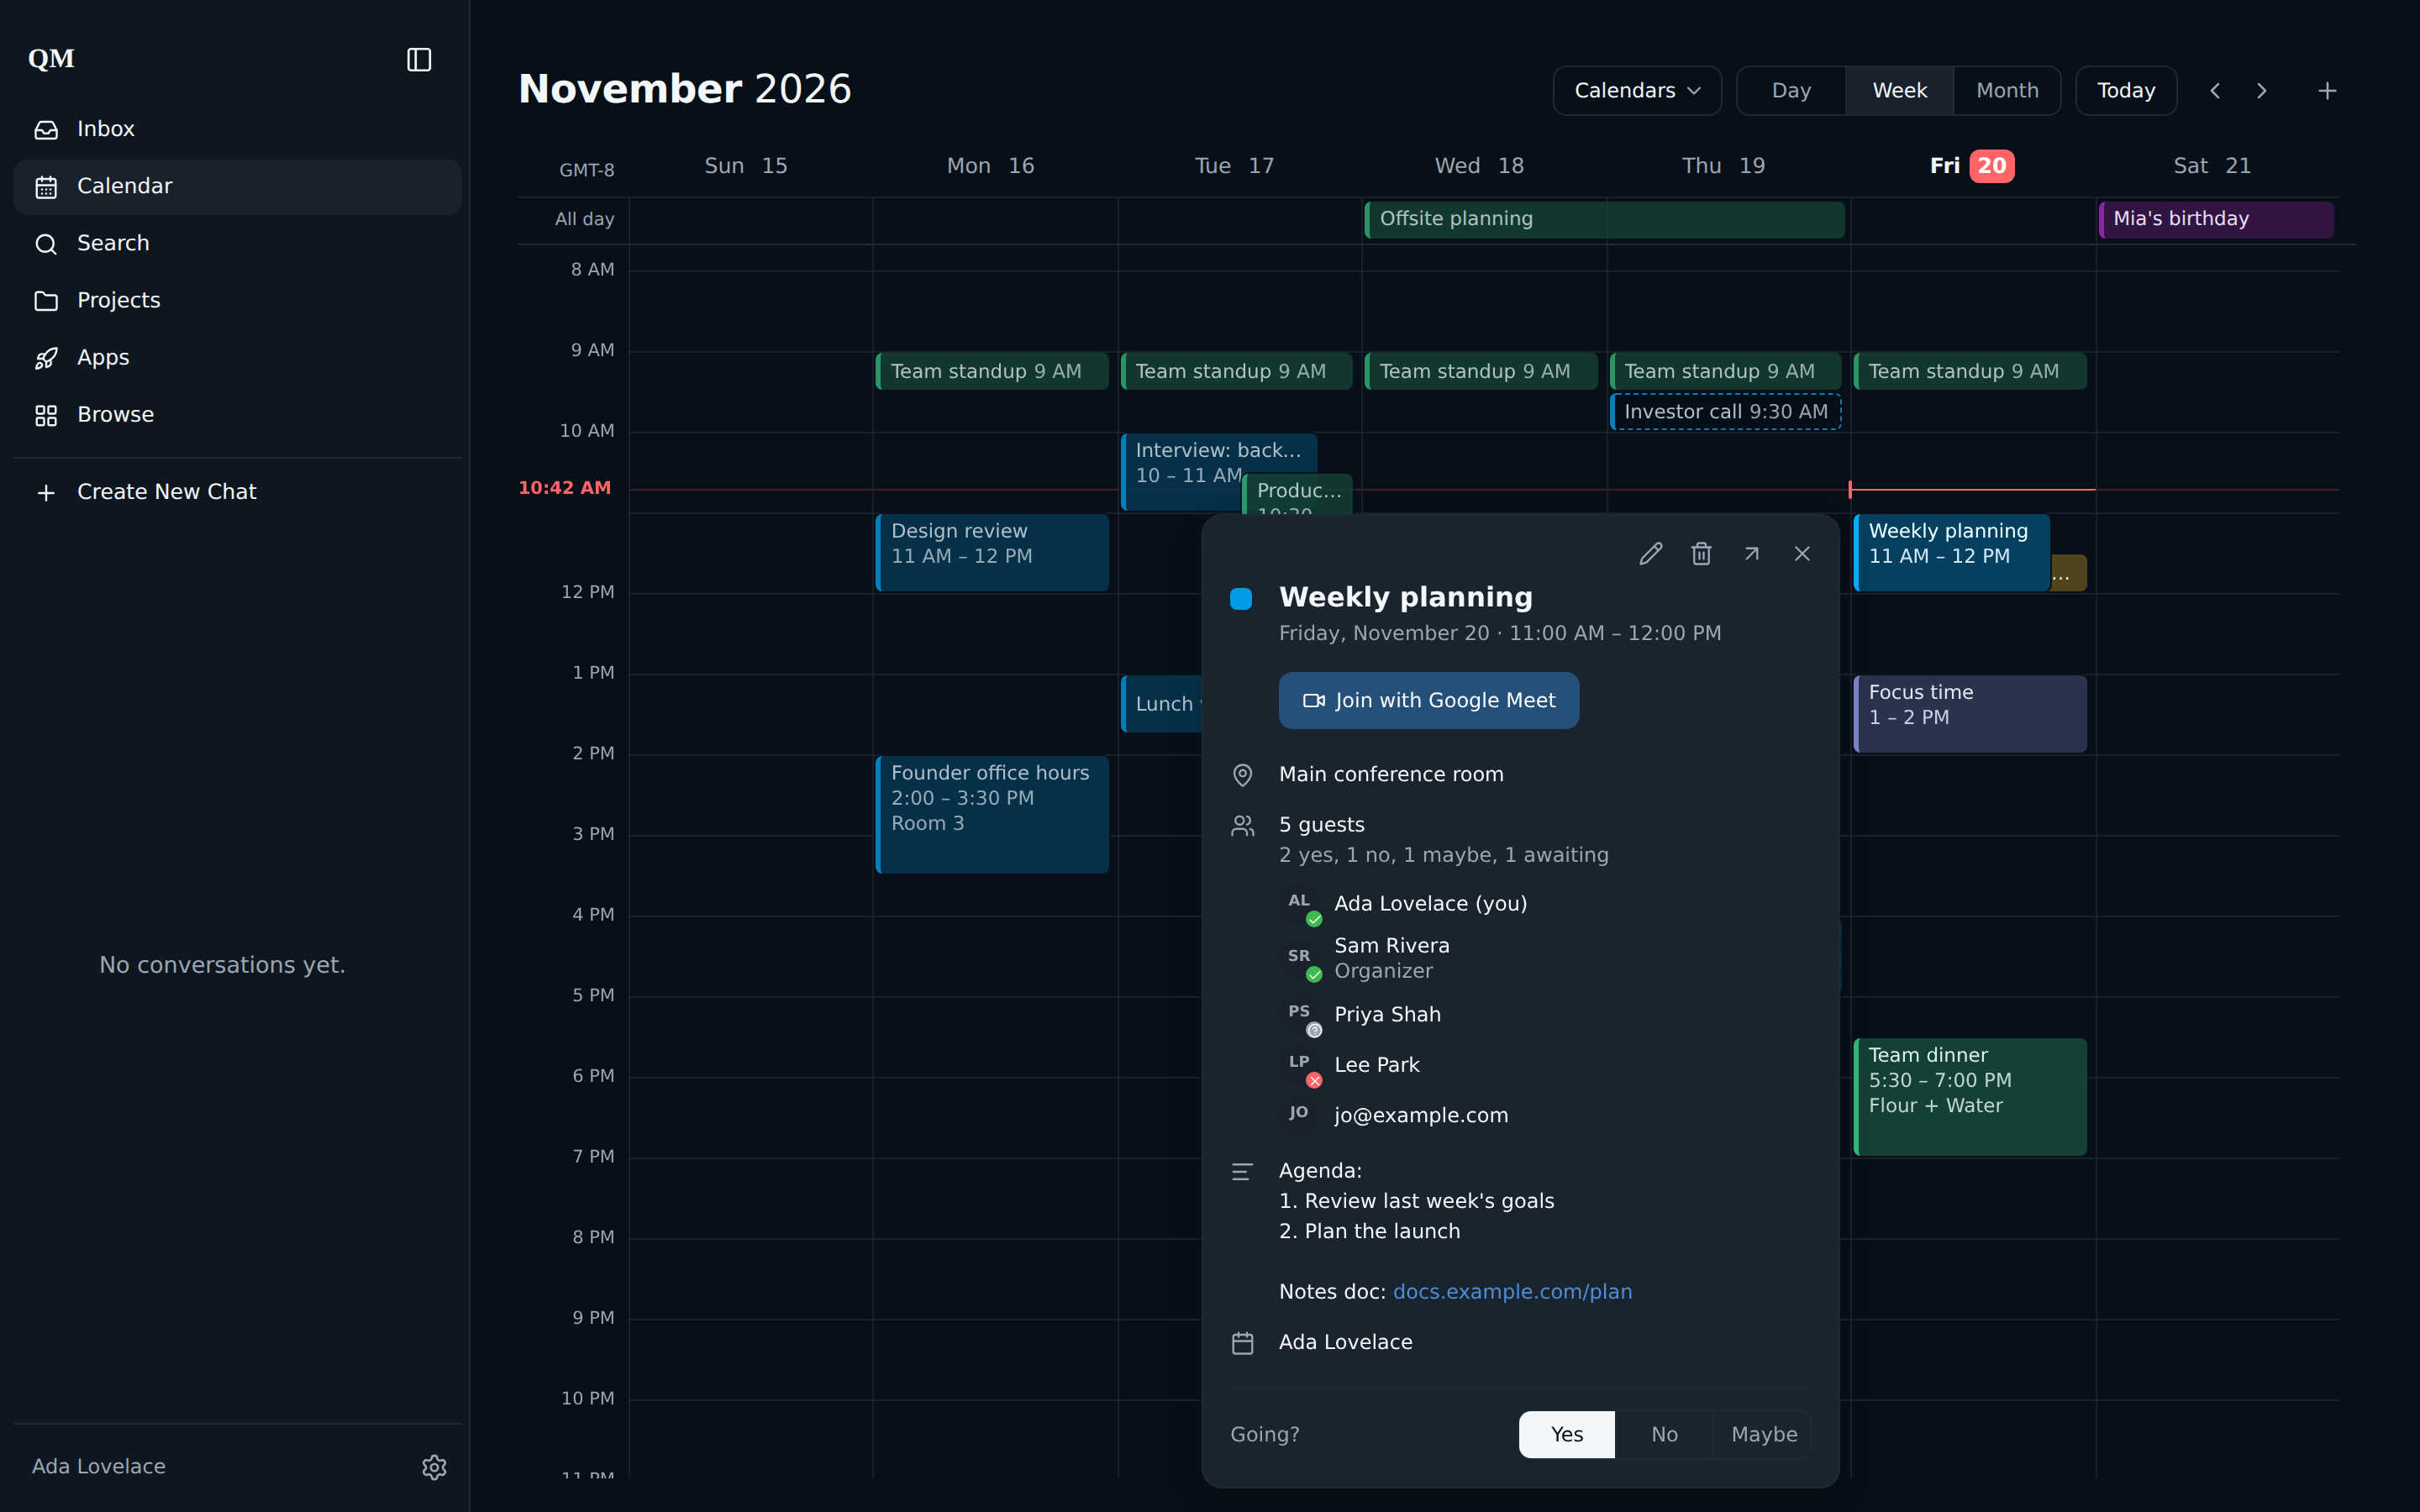 QM
Inbox
Calendar
Search
Projects
Apps
Browse
Create New Chat
No conversations yet.
Ada Lovelace
November 2026
Calendars
Day
Week
Month
Today
GMT-8
Sun 15
Mon 16
Tue 17
Wed 18
Thu 19
Fri 20
Sat 21
All day
Offsite planning
Mia's birthday
8 AM
9 AM
Team standup 9 AM
Team standup 9 AM
Team standup 9 AM
Team standup 9 AM
Team standup 9 AM
Investor call 9:30 AM
10 AM
Interview: back...
10 – 11 AM
10:42 AM
Produc...
10:30
Design review
11 AM – 12 PM
Weekly planning
11 AM – 12 PM
...
12 PM
1 PM
Lunch
Focus time
1 – 2 PM
2 PM
Founder office hours
2:00 – 3:30 PM
Room 3
3 PM
4 PM
5 PM
Team dinner
5:30 – 7:00 PM
Flour + Water
6 PM
7 PM
8 PM
9 PM
10 PM
11 PM
Weekly planning
Friday, November 20 · 11:00 AM – 12:00 PM
Join with Google Meet
Main conference room
5 guests
2 yes, 1 no, 1 maybe, 1 awaiting
AL
Ada Lovelace (you)
SR
Sam Rivera
Organizer
PS
Priya Shah
LP
Lee Park
JO
jo@example.com
Agenda:
1. Review last week's goals
2. Plan the launch
Notes doc: docs.example.com/plan
Ada Lovelace
Going?
Yes
No
Maybe